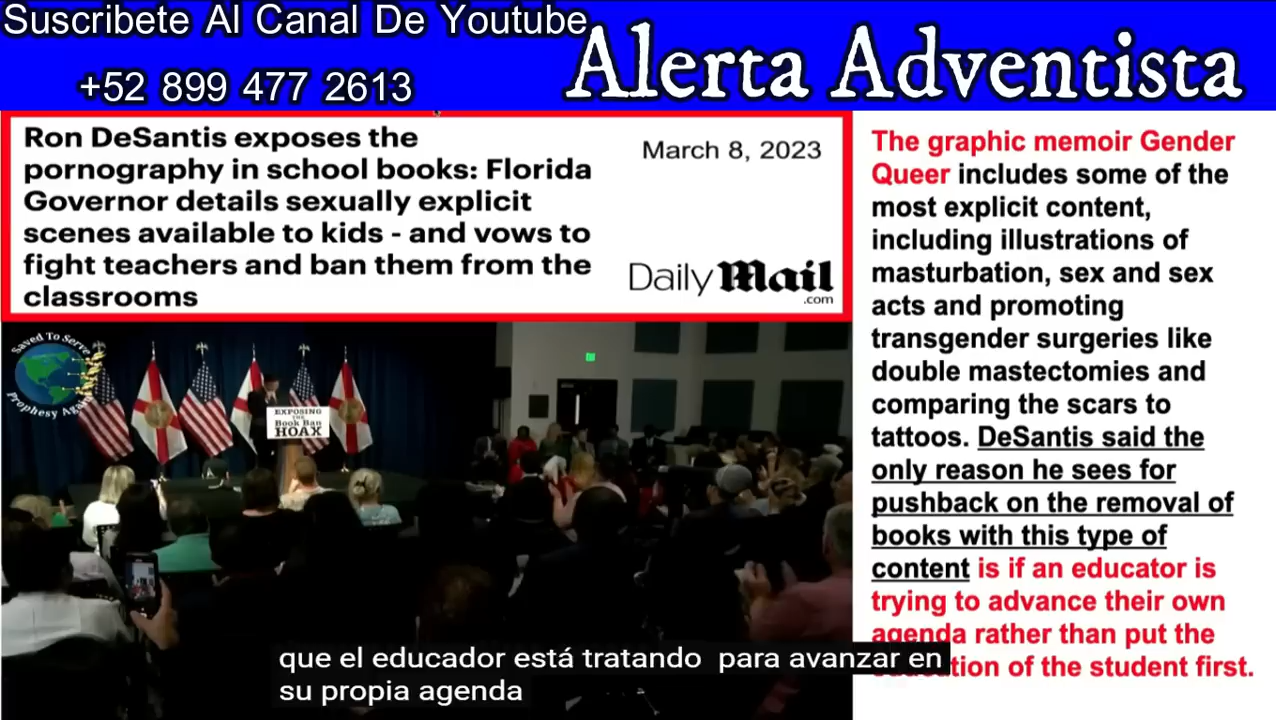 Suscribete Al Canal De Youtube
+52 899 477 2613
Alerta Adventista
Ron DeSantis exposes the
pornography in school books: Florida
Governor details sexually explicit
scenes available to kids - and vows to
fight teachers and ban them from the
classrooms
March 8, 2023
Daily Mail
.com
Saved To Serve
Prophesy Again
EXPOSING
THE
Book Ban
HOAX
The graphic memoir Gender
Queer includes some of the
most explicit content,
including illustrations of
masturbation, sex and sex
acts and promoting
transgender surgeries like
double mastectomies and
comparing the scars to
tattoos. DeSantis said the
only reason he sees for
pushback on the removal of
books with this type of
content is if an educator is
trying to advance their own
agenda rather than put the
education of the student first.
que el educador está tratando para avanzar en
su propia agenda